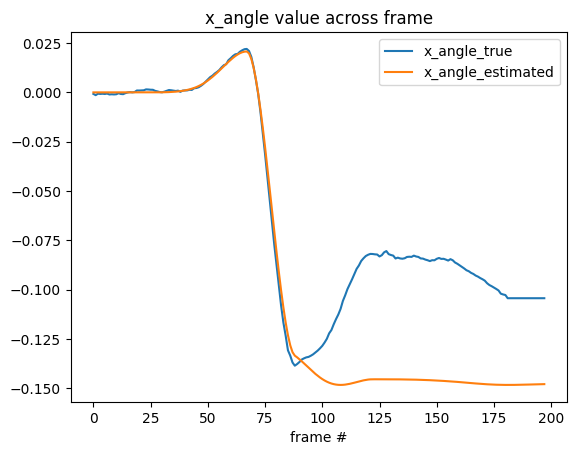 x_angle value across frame
x_angle_true
x_angle_estimated
0.025
0.000
−0.025
−0.050
−0.075
−0.100
−0.125
−0.150
0 25 50 75 100 125 150 175 200
frame #